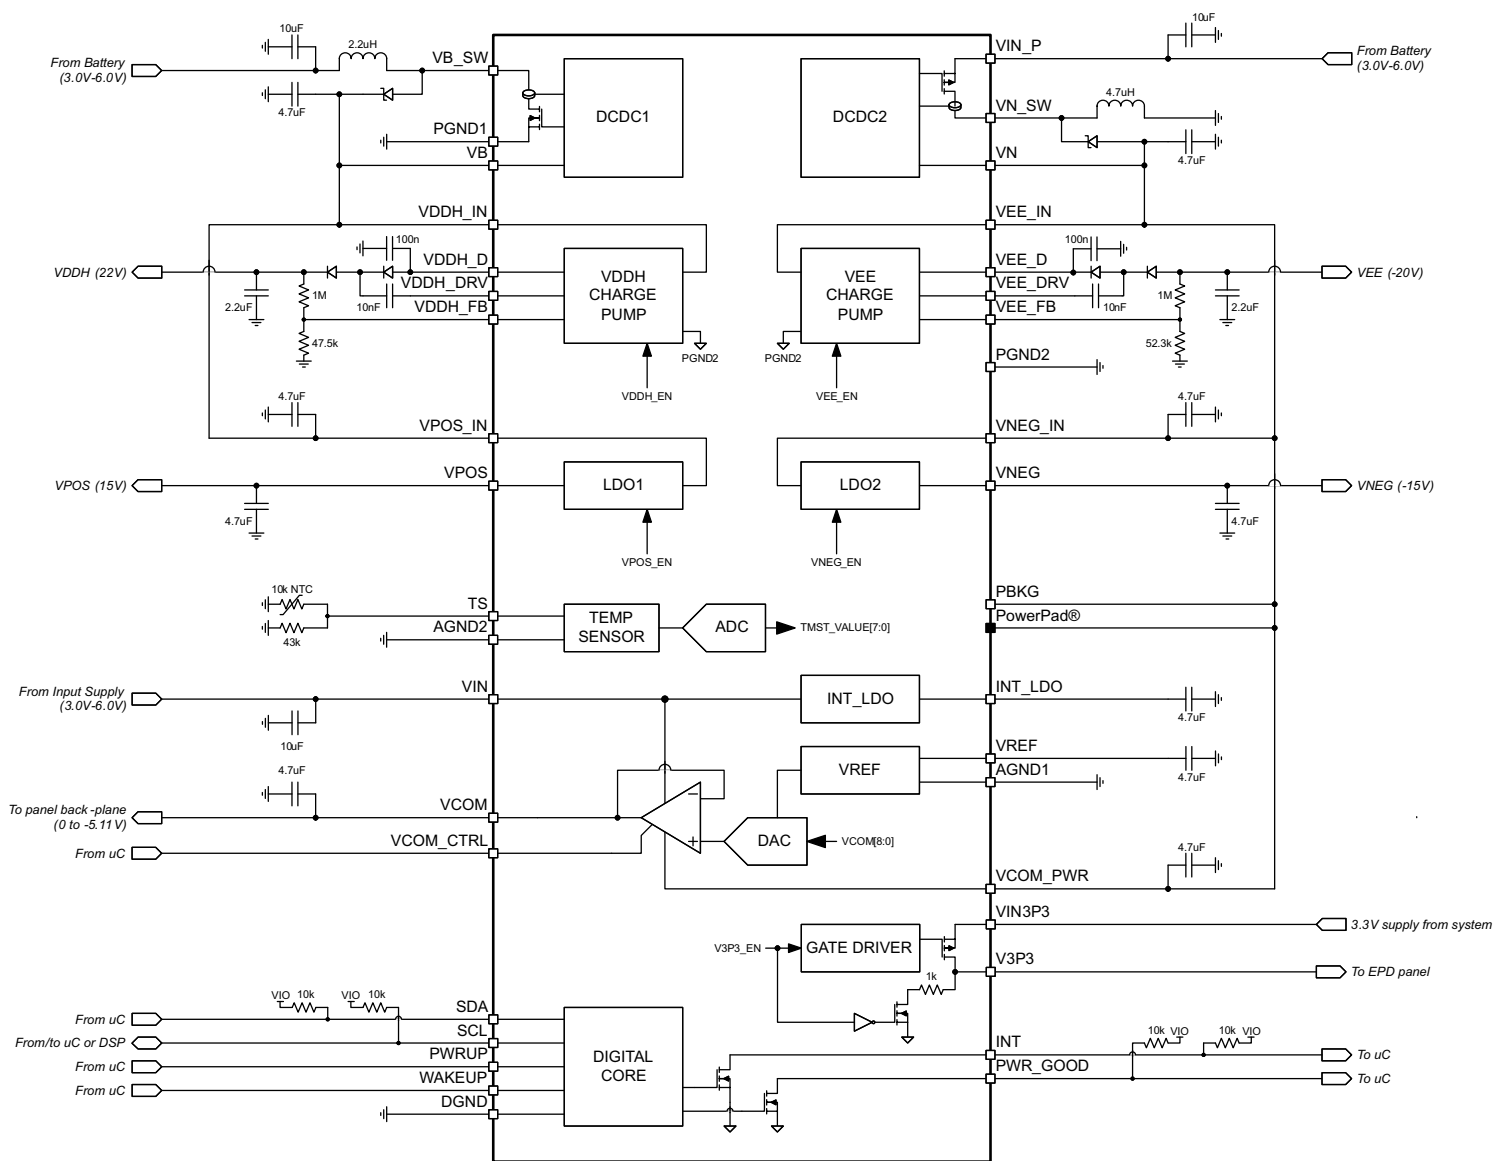 10uF
2.2uH
VB_SW
From Battery
(3.0V-6.0V)
4.7uF
PGND1
VB
DCDC1
DCDC2
VIN_P
10uF
From Battery
(3.0V-6.0V)
VN_SW
4.7uH
VN
4.7uF
VDDH_IN
VEE_IN
100n
VDDH_D
VDDH (22V)
VDDH_DRV
VDDH_FB
2.2uF
1M
10nF
47.5k
VDDH
CHARGE
PUMP
PGND2
VDDH_EN
VEE
CHARGE
PUMP
PGND2
VEE_EN
100n
VEE_D
VEE_DRV
VEE_FB
10nF
1M
2.2uF
VEE (-20V)
52.3k
PGND2
4.7uF
VPOS_IN
VNEG_IN
4.7uF
VPOS (15V)
VPOS
4.7uF
LDO1
VPOS_EN
LDO2
VNEG_EN
VNEG
VNEG (-15V)
4.7uF
10k NTC
TS
AGND2
43k
TEMP
SENSOR
ADC
TMST_VALUE[7:0]
PBKG
PowerPad®
From Input Supply
(3.0V-6.0V)
VIN
10uF
INT_LDO
INT_LDO
4.7uF
VREF
VREF
AGND1
4.7uF
4.7uF
To panel back-plane
(0 to -5.11V)
VCOM
VCOM_CTRL
From uC
−
+
DAC
VCOM[8:0]
4.7uF
VCOM_PWR
VIN3P3
3.3V supply from system
V3P3_EN
GATE DRIVER
V3P3
To EPD panel
1k
VIO 10k
VIO 10k
SDA
From uC
SCL
From/to uC or DSP
PWRUP
From uC
WAKEUP
From uC
DGND
DIGITAL
CORE
10k VIO
10k VIO
INT
To uC
PWR_GOOD
To uC